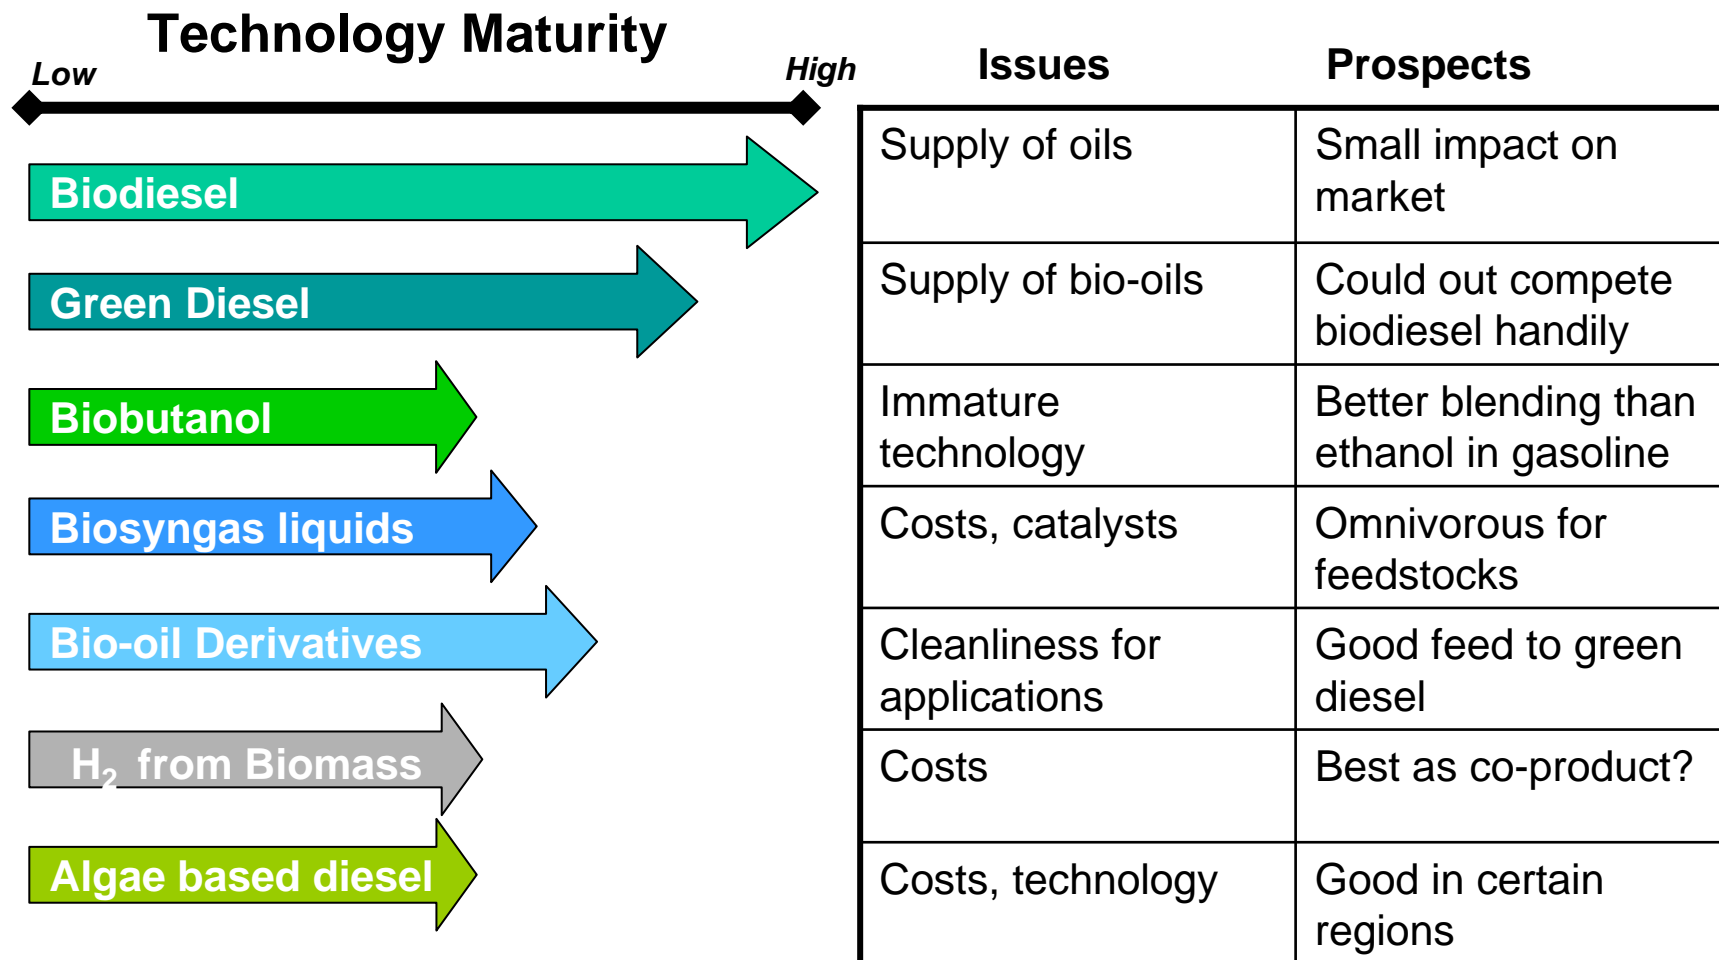 Technology Maturity
Low
High
Issues
Prospects
Biodiesel
Supply of oils
Small impact on
market
Green Diesel
Supply of bio-oils
Could out compete
biodiesel handily
Biobutanol
Immature
technology
Better blending than
ethanol in gasoline
Biosyngas liquids
Costs, catalysts
Omnivorous for
feedstocks
Bio-oil Derivatives
Cleanliness for
applications
Good feed to green
diesel
H₂ from Biomass
Costs
Best as co-product?
Algae based diesel
Costs, technology
Good in certain
regions